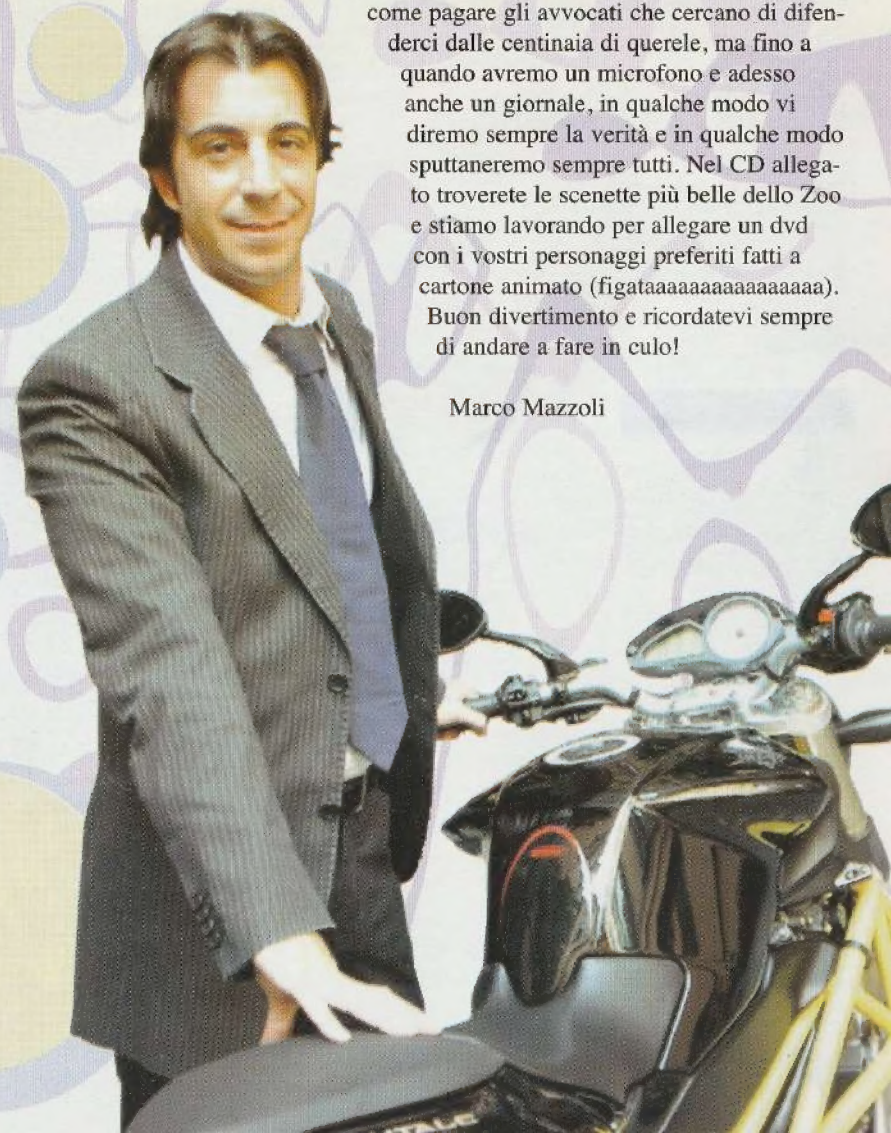 come pagare gli avvocati che cercano di difen-
derci dalle centinaia di querele, ma fino a
quando avremo un microfono e adesso
anche un giornale, in qualche modo vi
diremo sempre la verità e in qualche modo
sputtaneremo sempre tutti. Nel CD allega-
to troverete le scenette più belle dello Zoo
e stiamo lavorando per allegare un dvd
con i vostri personaggi preferiti fatti a
cartone animato (figataaaaaaaaaaaaaaaaa).
Buon divertimento e ricordatevi sempre
di andare a fare in culo!
Marco Mazzoli